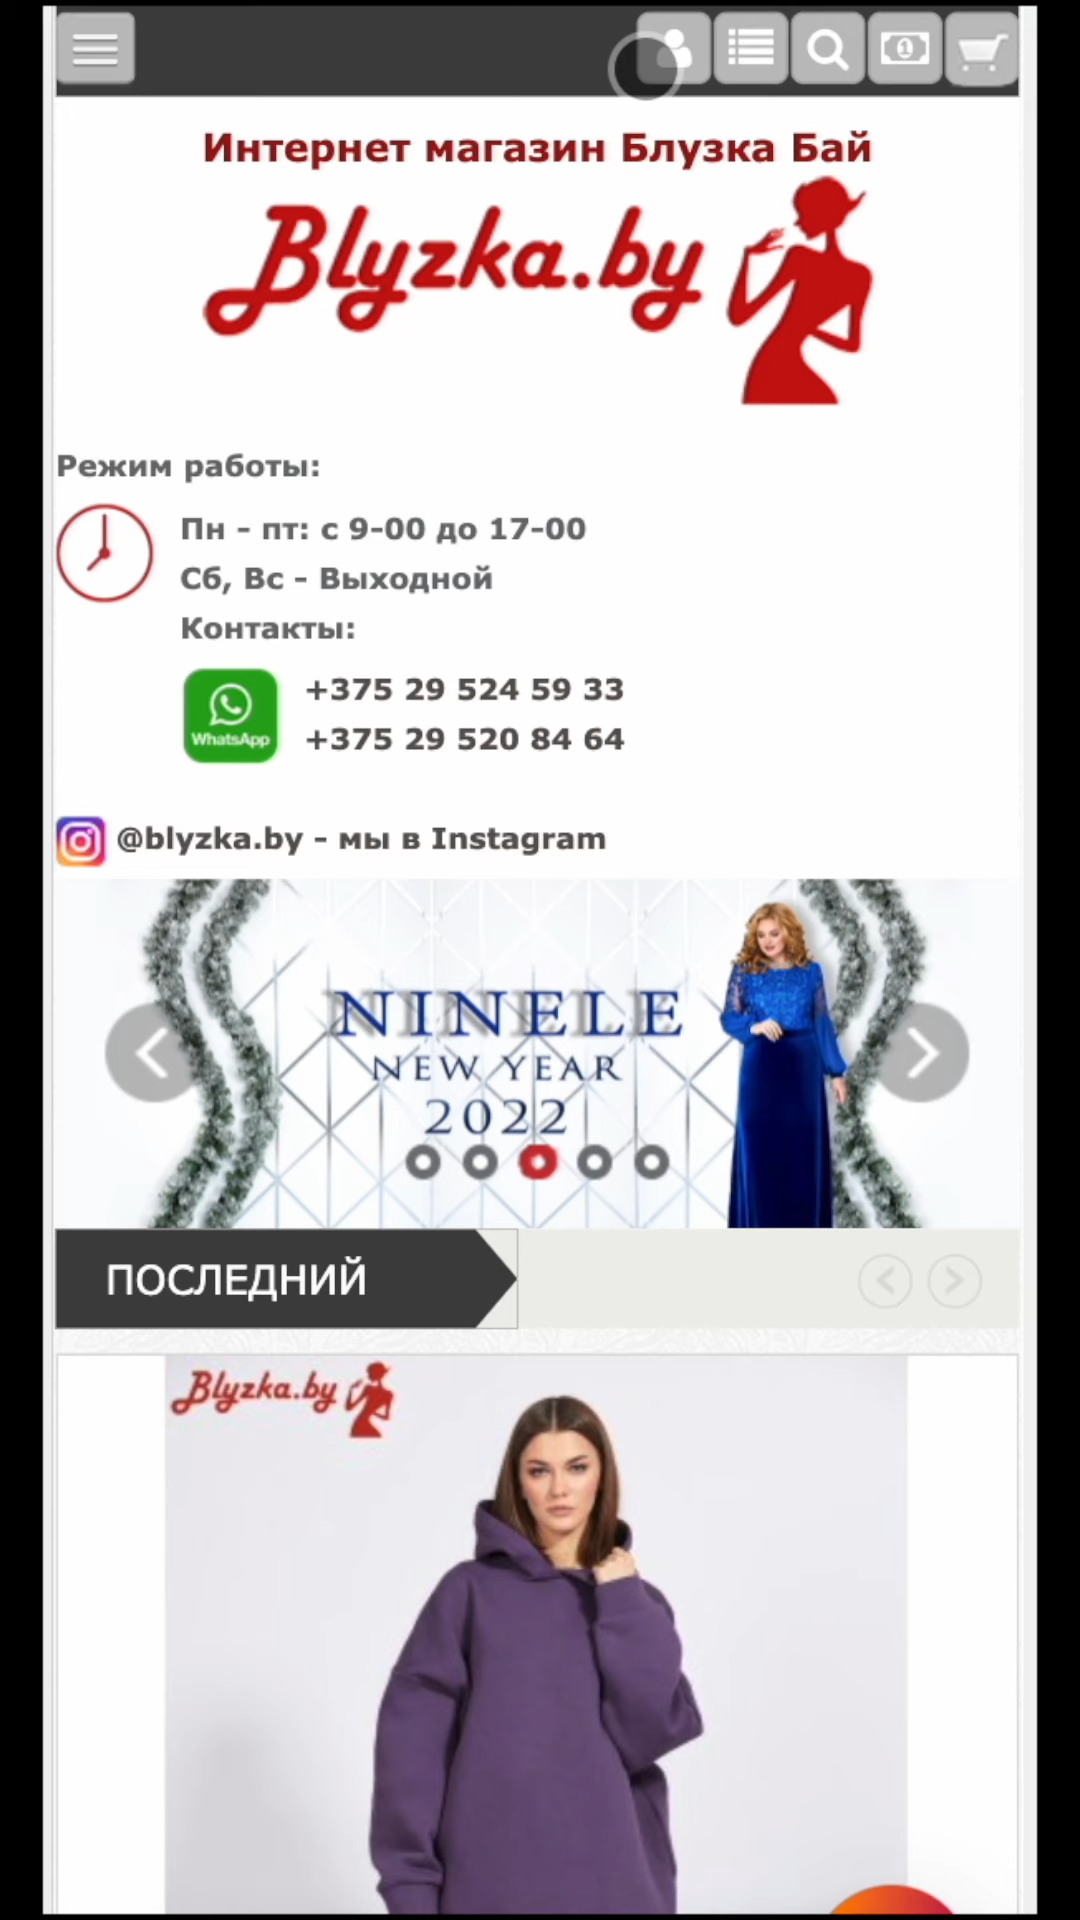 Интернет магазин Блузка Бай
Blyzka.by
Режим работы:
Пн - пт: с 9-00 до 17-00
Сб, Вс - Выходной
Контакты:
WhatsApp
+375 29 524 59 33
+375 29 520 84 64
@blyzka.by - мы в Instagram
NINELE
NEW YEAR
2022
ПОСЛЕДНИЙ
Blyzka.by